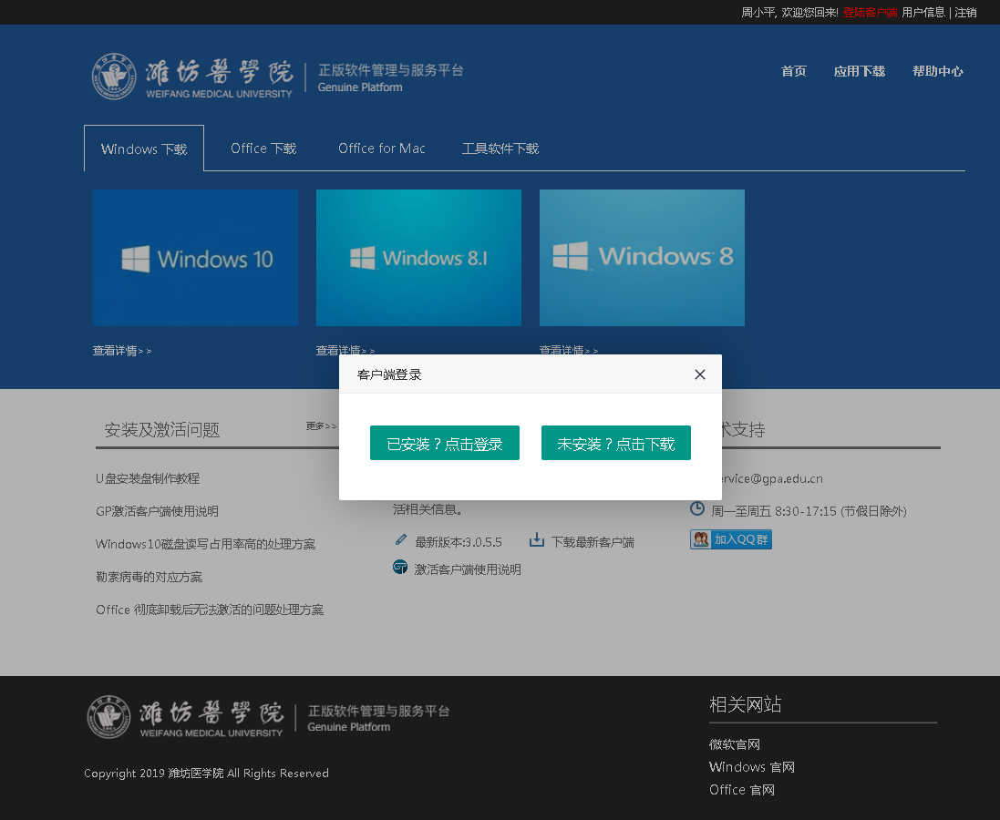 周小平, 欢迎您回来! 登陆客户端 用户信息 | 注销
潍坊醫學院 WEIFANG MEDICAL UNIVERSITY
正版软件管理与服务平台
Genuine Platform
首页 应用下载 帮助中心
Windows 下载 Office 下载 Office for Mac 工具软件下载
Windows 10 Windows 8.1 Windows 8
查看详情>> 查看详情>> 查看详情>>
客户端登录
已安装？点击登录 未安装？点击下载
安装及激活问题 更多>>
U盘安装盘制作教程
GP激活客户端使用说明
Windows10磁盘读写占用率高的处理方案
勒索病毒的对应方案
Office 彻底卸载后无法激活的问题处理方案
活相关信息。
最新版本:3.0.5.5 下载最新客户端
激活客户端使用说明
术支持
ervice@gpa.edu.cn
周一至周五 8:30-17:15 (节假日除外)
加入QQ群
潍坊醫學院 WEIFANG MEDICAL UNIVERSITY
正版软件管理与服务平台
Genuine Platform
Copyright 2019 潍坊医学院 All Rights Reserved
相关网站
微软官网
Windows 官网
Office 官网